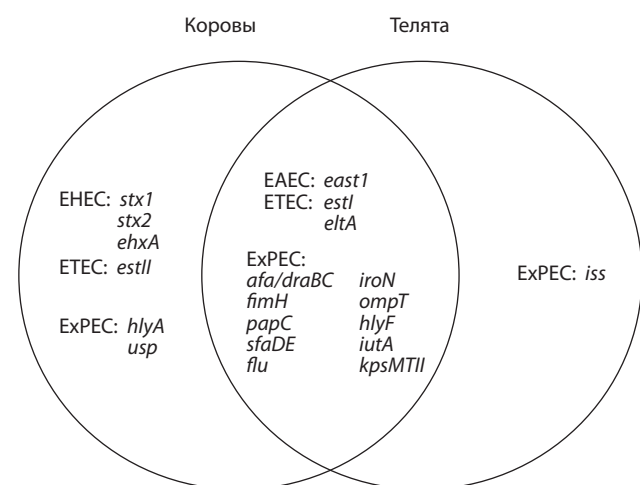 Коровы
Телята
EHEC: stx1
stx2
ehxA
ETEC: estII
ExPEC: hlyA
usp
EAEC: east1
ETEC: estI
eltA
ExPEC:
afa/draBC iroN
fimH ompT
papC hlyF
sfaDE iutA
flu kpsMTII
ExPEC: iss